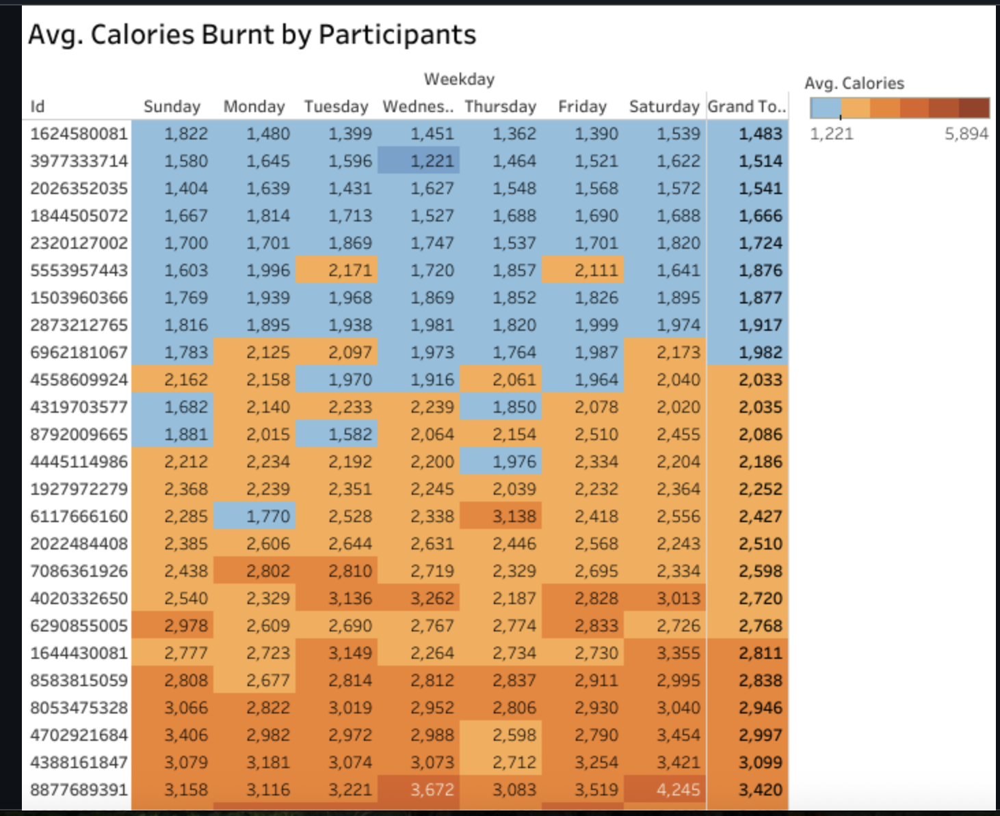 Avg. Calories Burnt by Participants
Weekday
Avg. Calories
Id Sunday Monday Tuesday Wednes.. Thursday Friday Saturday Grand To..
1,221 5,894
1624580081 1,822 1,480 1,399 1,451 1,362 1,390 1,539 1,483
3977333714 1,580 1,645 1,596 1,221 1,464 1,521 1,622 1,514
2026352035 1,404 1,639 1,431 1,627 1,548 1,568 1,572 1,541
1844505072 1,667 1,814 1,713 1,527 1,688 1,690 1,688 1,666
2320127002 1,700 1,701 1,869 1,747 1,537 1,701 1,820 1,724
5553957443 1,603 1,996 2,171 1,720 1,857 2,111 1,641 1,876
1503960366 1,769 1,939 1,968 1,869 1,852 1,826 1,895 1,877
2873212765 1,816 1,895 1,938 1,981 1,820 1,999 1,974 1,917
6962181067 1,783 2,125 2,097 1,973 1,764 1,987 2,173 1,982
4558609924 2,162 2,158 1,970 1,916 2,061 1,964 2,040 2,033
4319703577 1,682 2,140 2,233 2,239 1,850 2,078 2,020 2,035
8792009665 1,881 2,015 1,582 2,064 2,154 2,510 2,455 2,086
4445114986 2,212 2,234 2,192 2,200 1,976 2,334 2,204 2,186
1927972279 2,368 2,239 2,351 2,245 2,039 2,232 2,364 2,252
6117666160 2,285 1,770 2,528 2,338 3,138 2,418 2,556 2,427
2022484408 2,385 2,606 2,644 2,631 2,446 2,568 2,243 2,510
7086361926 2,438 2,802 2,810 2,719 2,329 2,695 2,334 2,598
4020332650 2,540 2,329 3,136 3,262 2,187 2,828 3,013 2,720
6290855005 2,978 2,609 2,690 2,767 2,774 2,833 2,726 2,768
1644430081 2,777 2,723 3,149 2,264 2,734 2,730 3,355 2,811
8583815059 2,808 2,677 2,814 2,812 2,837 2,911 2,995 2,838
8053475328 3,066 2,822 3,019 2,952 2,806 2,930 3,040 2,946
4702921684 3,406 2,982 2,972 2,988 2,598 2,790 3,454 2,997
4388161847 3,079 3,181 3,074 3,073 2,712 3,254 3,421 3,099
8877689391 3,158 3,116 3,221 3,672 3,083 3,519 4,245 3,420